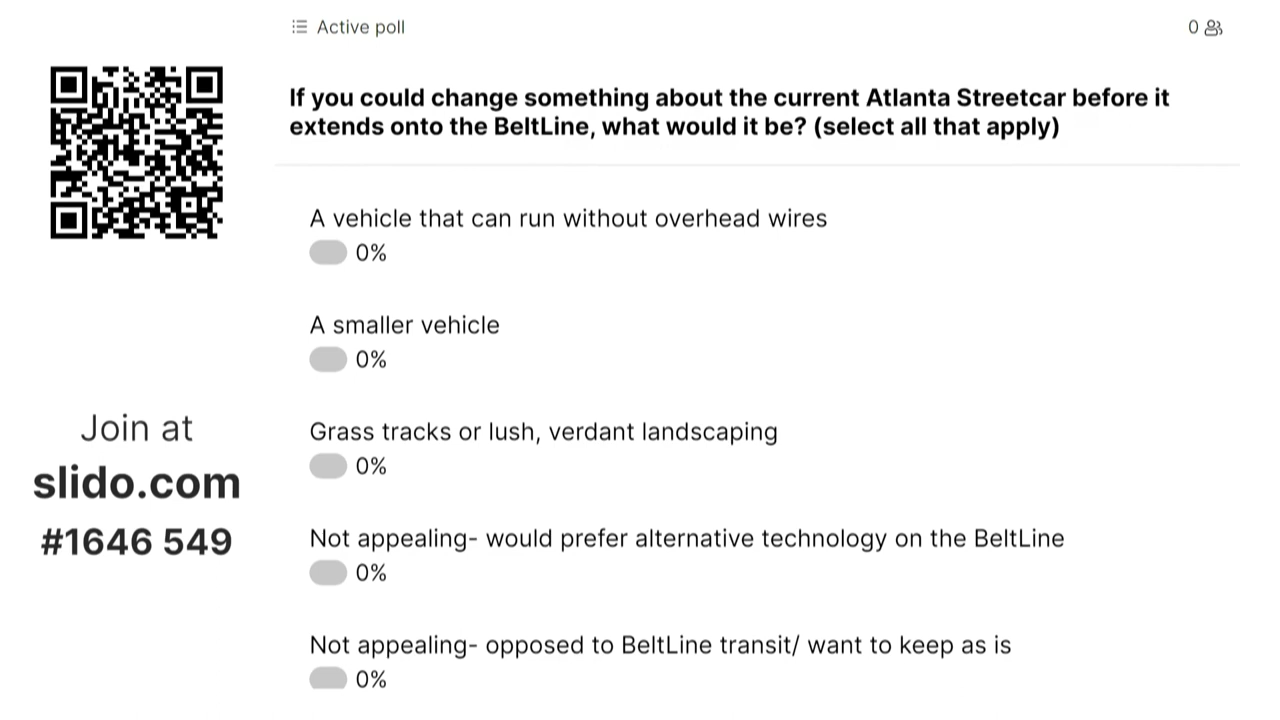 Active poll
0
If you could change something about the current Atlanta Streetcar before it
extends onto the BeltLine, what would it be? (select all that apply)
A vehicle that can run without overhead wires
0%
A smaller vehicle
0%
Grass tracks or lush, verdant landscaping
0%
Not appealing- would prefer alternative technology on the BeltLine
0%
Not appealing- opposed to BeltLine transit/ want to keep as is
0%
Join at
slido.com
#1646 549